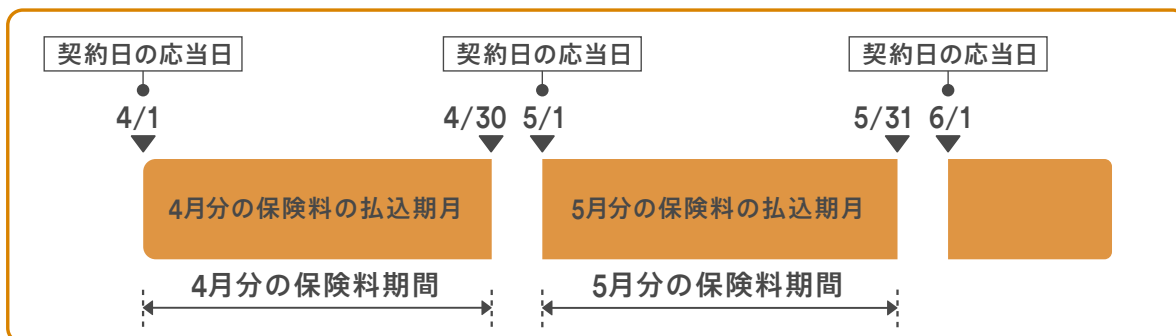 契約日の応当日 契約日の応当日 契約日の応当日
4/1 4/30 5/1 5/31 6/1
4月分の保険料の払込期月 5月分の保険料の払込期月
4月分の保険料期間 5月分の保険料期間